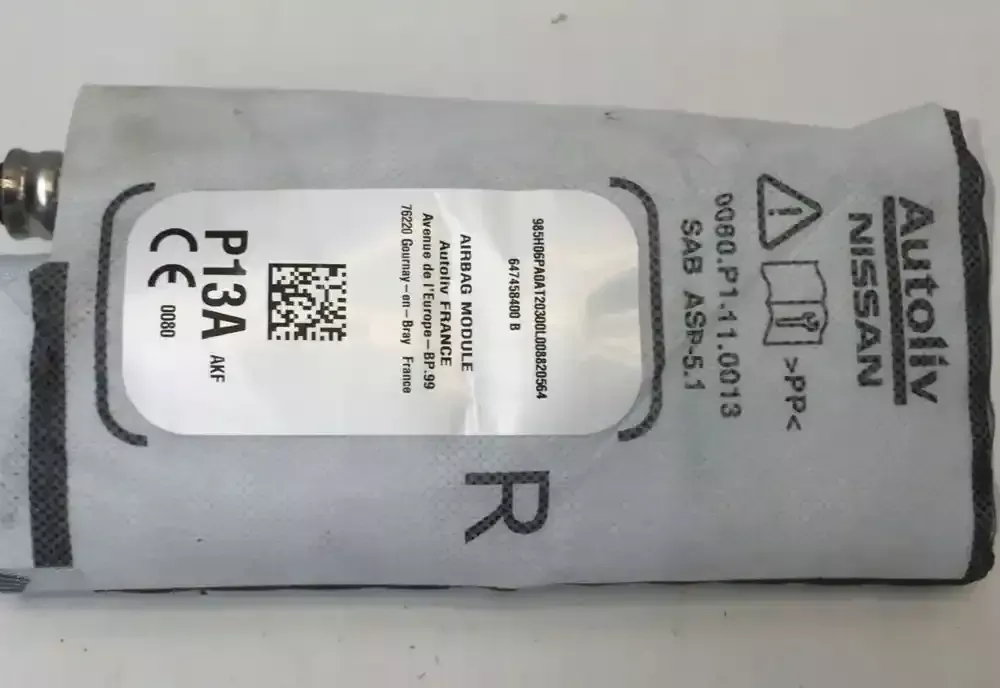 Autoliv
NISSAN
>PP<
0080.P1.11.0013
SAB ASP-5.1
985H06PA0AT20300L008820564
647458400 B
AIRBAG MODULE
Autoliv FRANCE
Avenue de l'Europe-BP.99
76220 Gournay-en-Bray France
P13A AKF
CE 0080
R